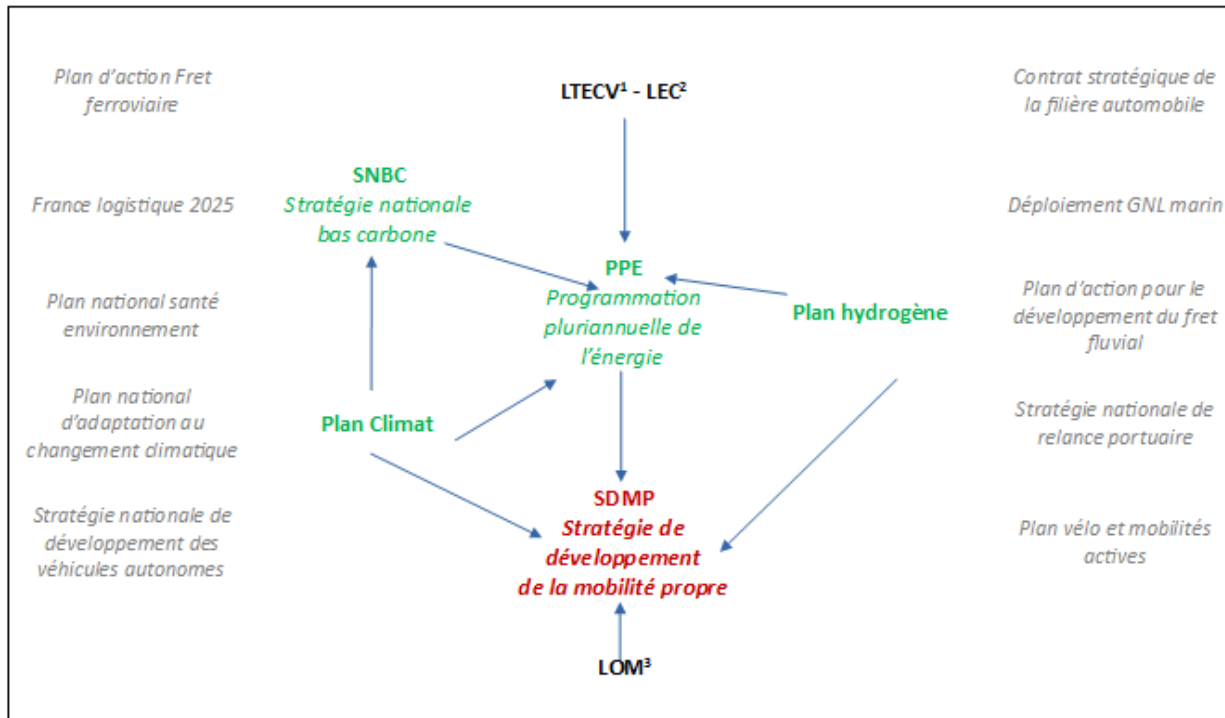 Plan d'action Fret
ferroviaire
LTECV¹ - LEC²
Contrat stratégique de
la filière automobile
SNBC
Stratégie nationale
bas carbone
France logistique 2025
Déploiement GNL marin
PPE
Programmation
pluriannuelle de
l'énergie
Plan national santé
environnement
Plan hydrogène
Plan d'action pour le
développement du fret
fluvial
Plan national
d'adaptation au
changement climatique
Plan Climat
Stratégie nationale de
relance portuaire
SDMP
Stratégie de
développement
de la mobilité propre
Stratégie nationale de
développement des
véhicules autonomes
Plan vélo et mobilités
actives
LOM³